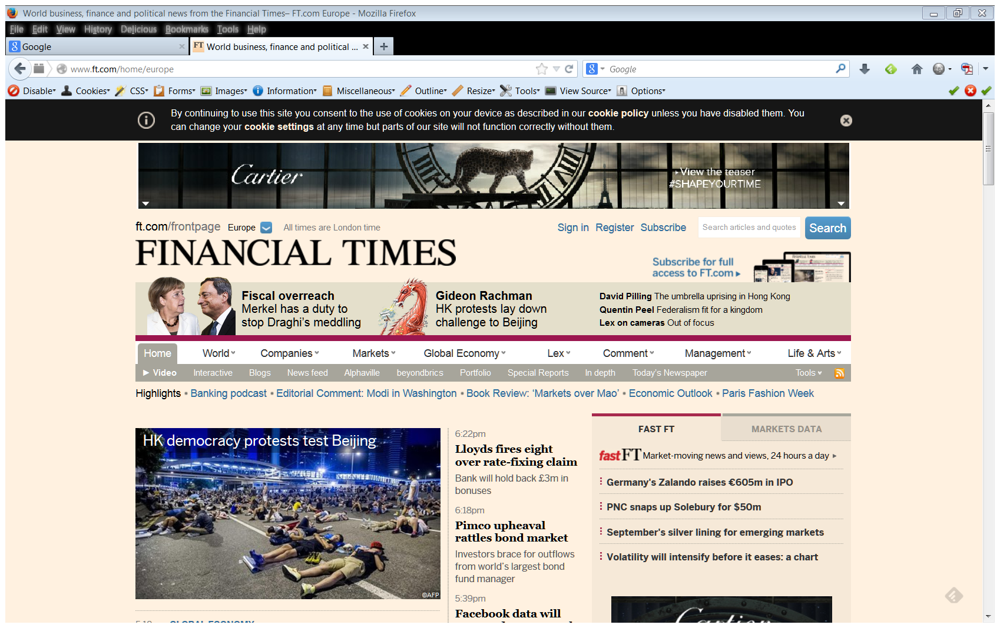 World business, finance and political news from the Financial Times– FT.com Europe - Mozilla Firefox
File Edit View History Delicious Bookmarks Tools Help
Google
FT World business, finance and political ...
www.ft.com/home/europe
Google
Disable Cookies CSS Forms Images Information Miscellaneous Outline Resize Tools View Source Options
By continuing to use this site you consent to the use of cookies on your device as described in our cookie policy unless you have disabled them. You
can change your cookie settings at any time but parts of our site will not function correctly without them.
Cartier
View the teaser
#SHAPEYOURTIME
ft.com/frontpage Europe All times are London time
Sign in Register Subscribe Search articles and quotes Search
FINANCIAL TIMES
Subscribe for full
access to FT.com
FINANCIAL TIMES
Fiscal overreach
Merkel has a duty to
stop Draghi's meddling
Gideon Rachman
HK protests lay down
challenge to Beijing
David Pilling The umbrella uprising in Hong Kong
Quentin Peel Federalism fit for a kingdom
Lex on cameras Out of focus
Home World Companies Markets Global Economy Lex Comment Management Life & Arts
Video Interactive Blogs News feed Alphaville beyondbrics Portfolio Special Reports In depth Today's Newspaper Tools
Highlights • Banking podcast • Editorial Comment: Modi in Washington • Book Review: ‘Markets over Mao’ • Economic Outlook • Paris Fashion Week
HK democracy protests test Beijing
©AFP
5:19 GLOBAL ECONOMY
6:22pm
Lloyds fires eight
over rate-fixing claim
Bank will hold back £3m in
bonuses
6:18pm
Pimco upheaval
rattles bond market
Investors brace for outflows
from world's largest bond
fund manager
5:39pm
Facebook data will
FAST FT
MARKETS DATA
fastFT Market-moving news and views, 24 hours a day
Germany's Zalando raises €605m in IPO
PNC snaps up Solebury for $50m
September's silver lining for emerging markets
Volatility will intensify before it eases: a chart
Cartier